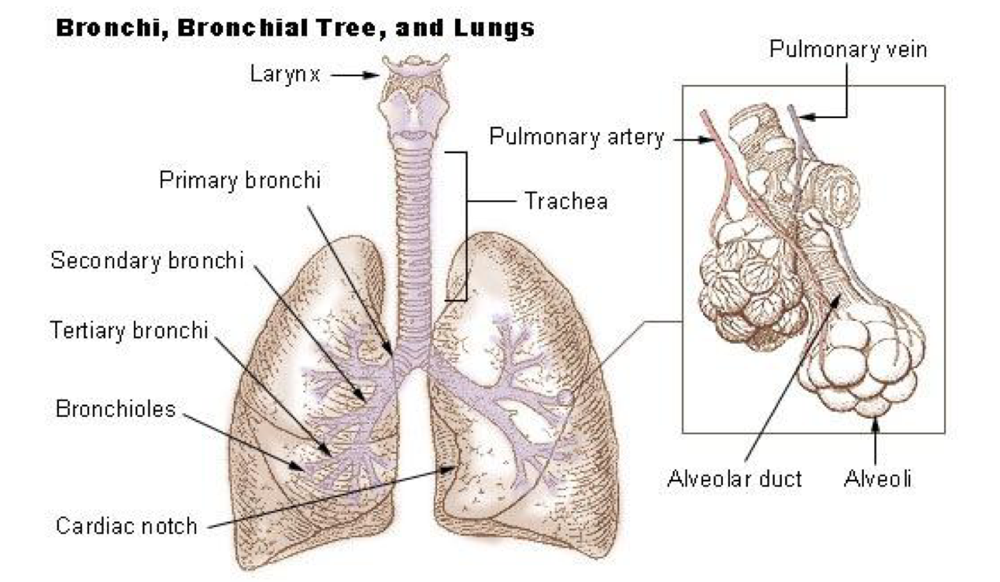 Bronchi, Bronchial Tree, and Lungs
Larynx
Pulmonary vein
Pulmonary artery
Primary bronchi
Trachea
Secondary bronchi
Tertiary bronchi
Bronchioles
Alveolar duct
Alveoli
Cardiac notch